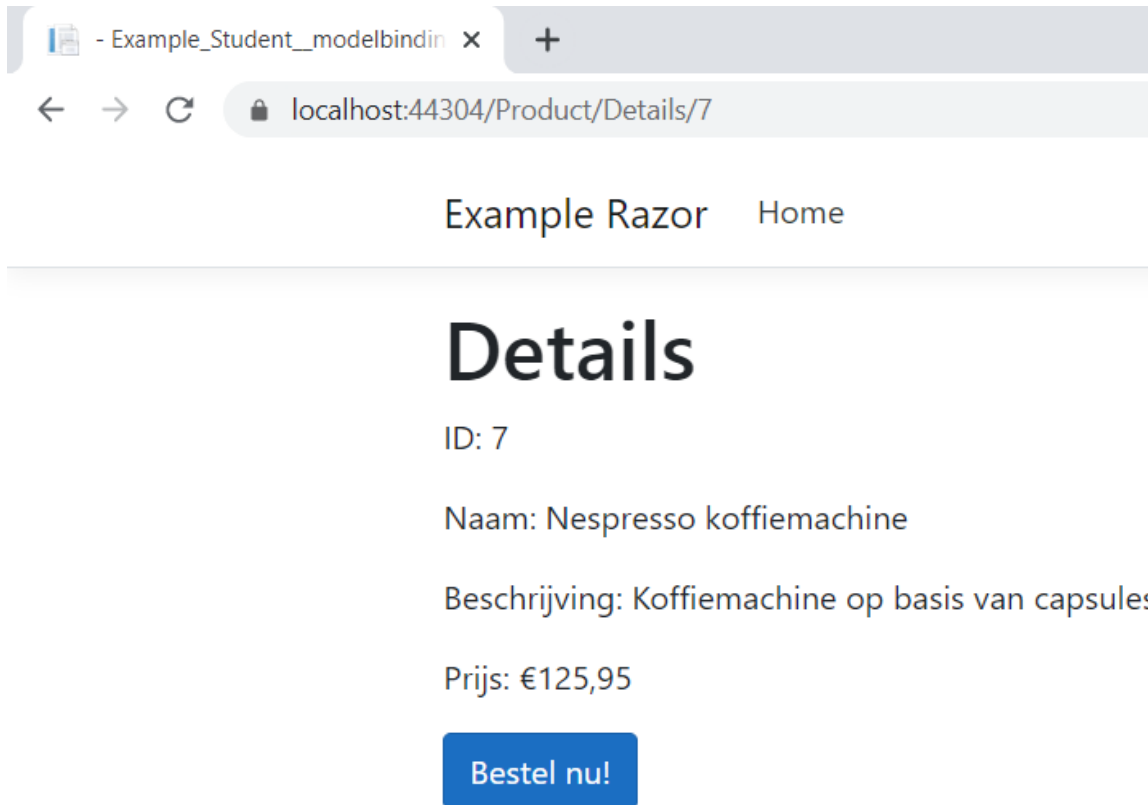 - Example_Student__modelbindin
localhost:44304/Product/Details/7
Example Razor Home
Details
ID: 7
Naam: Nespresso koffiemachine
Beschrijving: Koffiemachine op basis van capsules
Prijs: €125,95
Bestel nu!